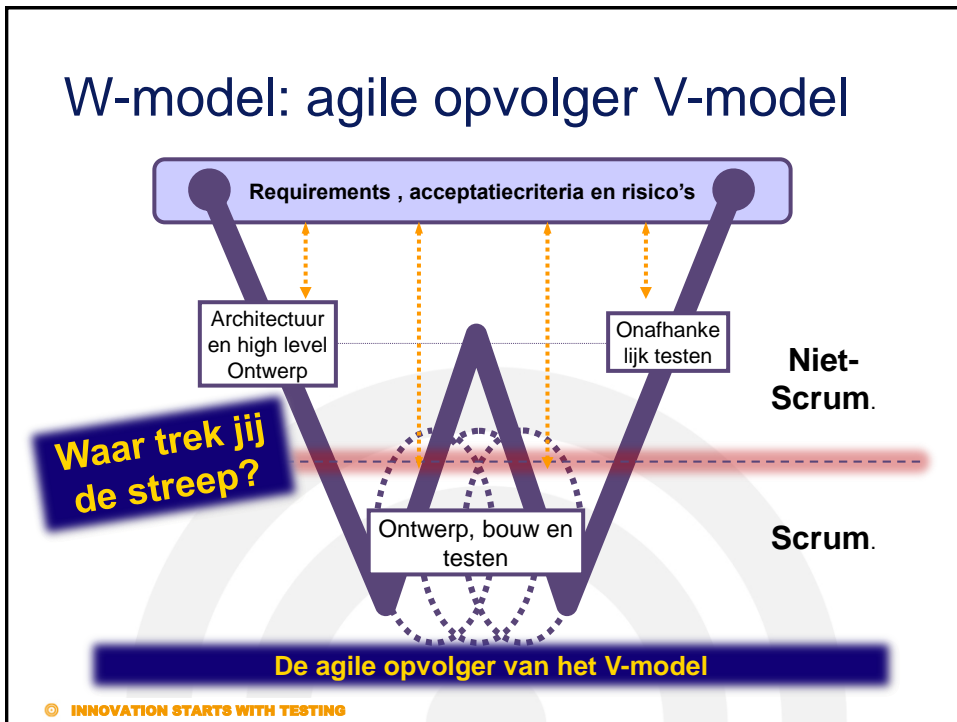 W-model: agile opvolger V-model
Requirements , acceptatiecriteria en risico's
Architectuur
en high level
Ontwerp
Onafhanke
lijk testen
Niet-
Scrum.
Waar trek jij
de streep?
Ontwerp, bouw en
testen
Scrum.
De agile opvolger van het V-model
INNOVATION STARTS WITH TESTING